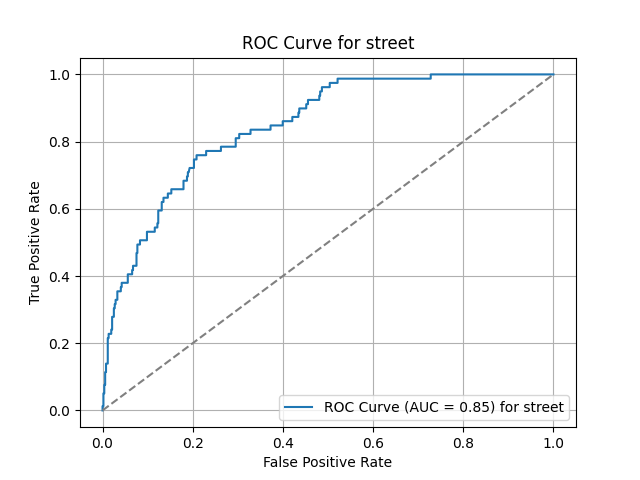 ROC Curve for street
1.0
0.8
0.6
0.4
0.2
0.0
True Positive Rate
ROC Curve (AUC = 0.85) for street
0.0 0.2 0.4 0.6 0.8 1.0
False Positive Rate